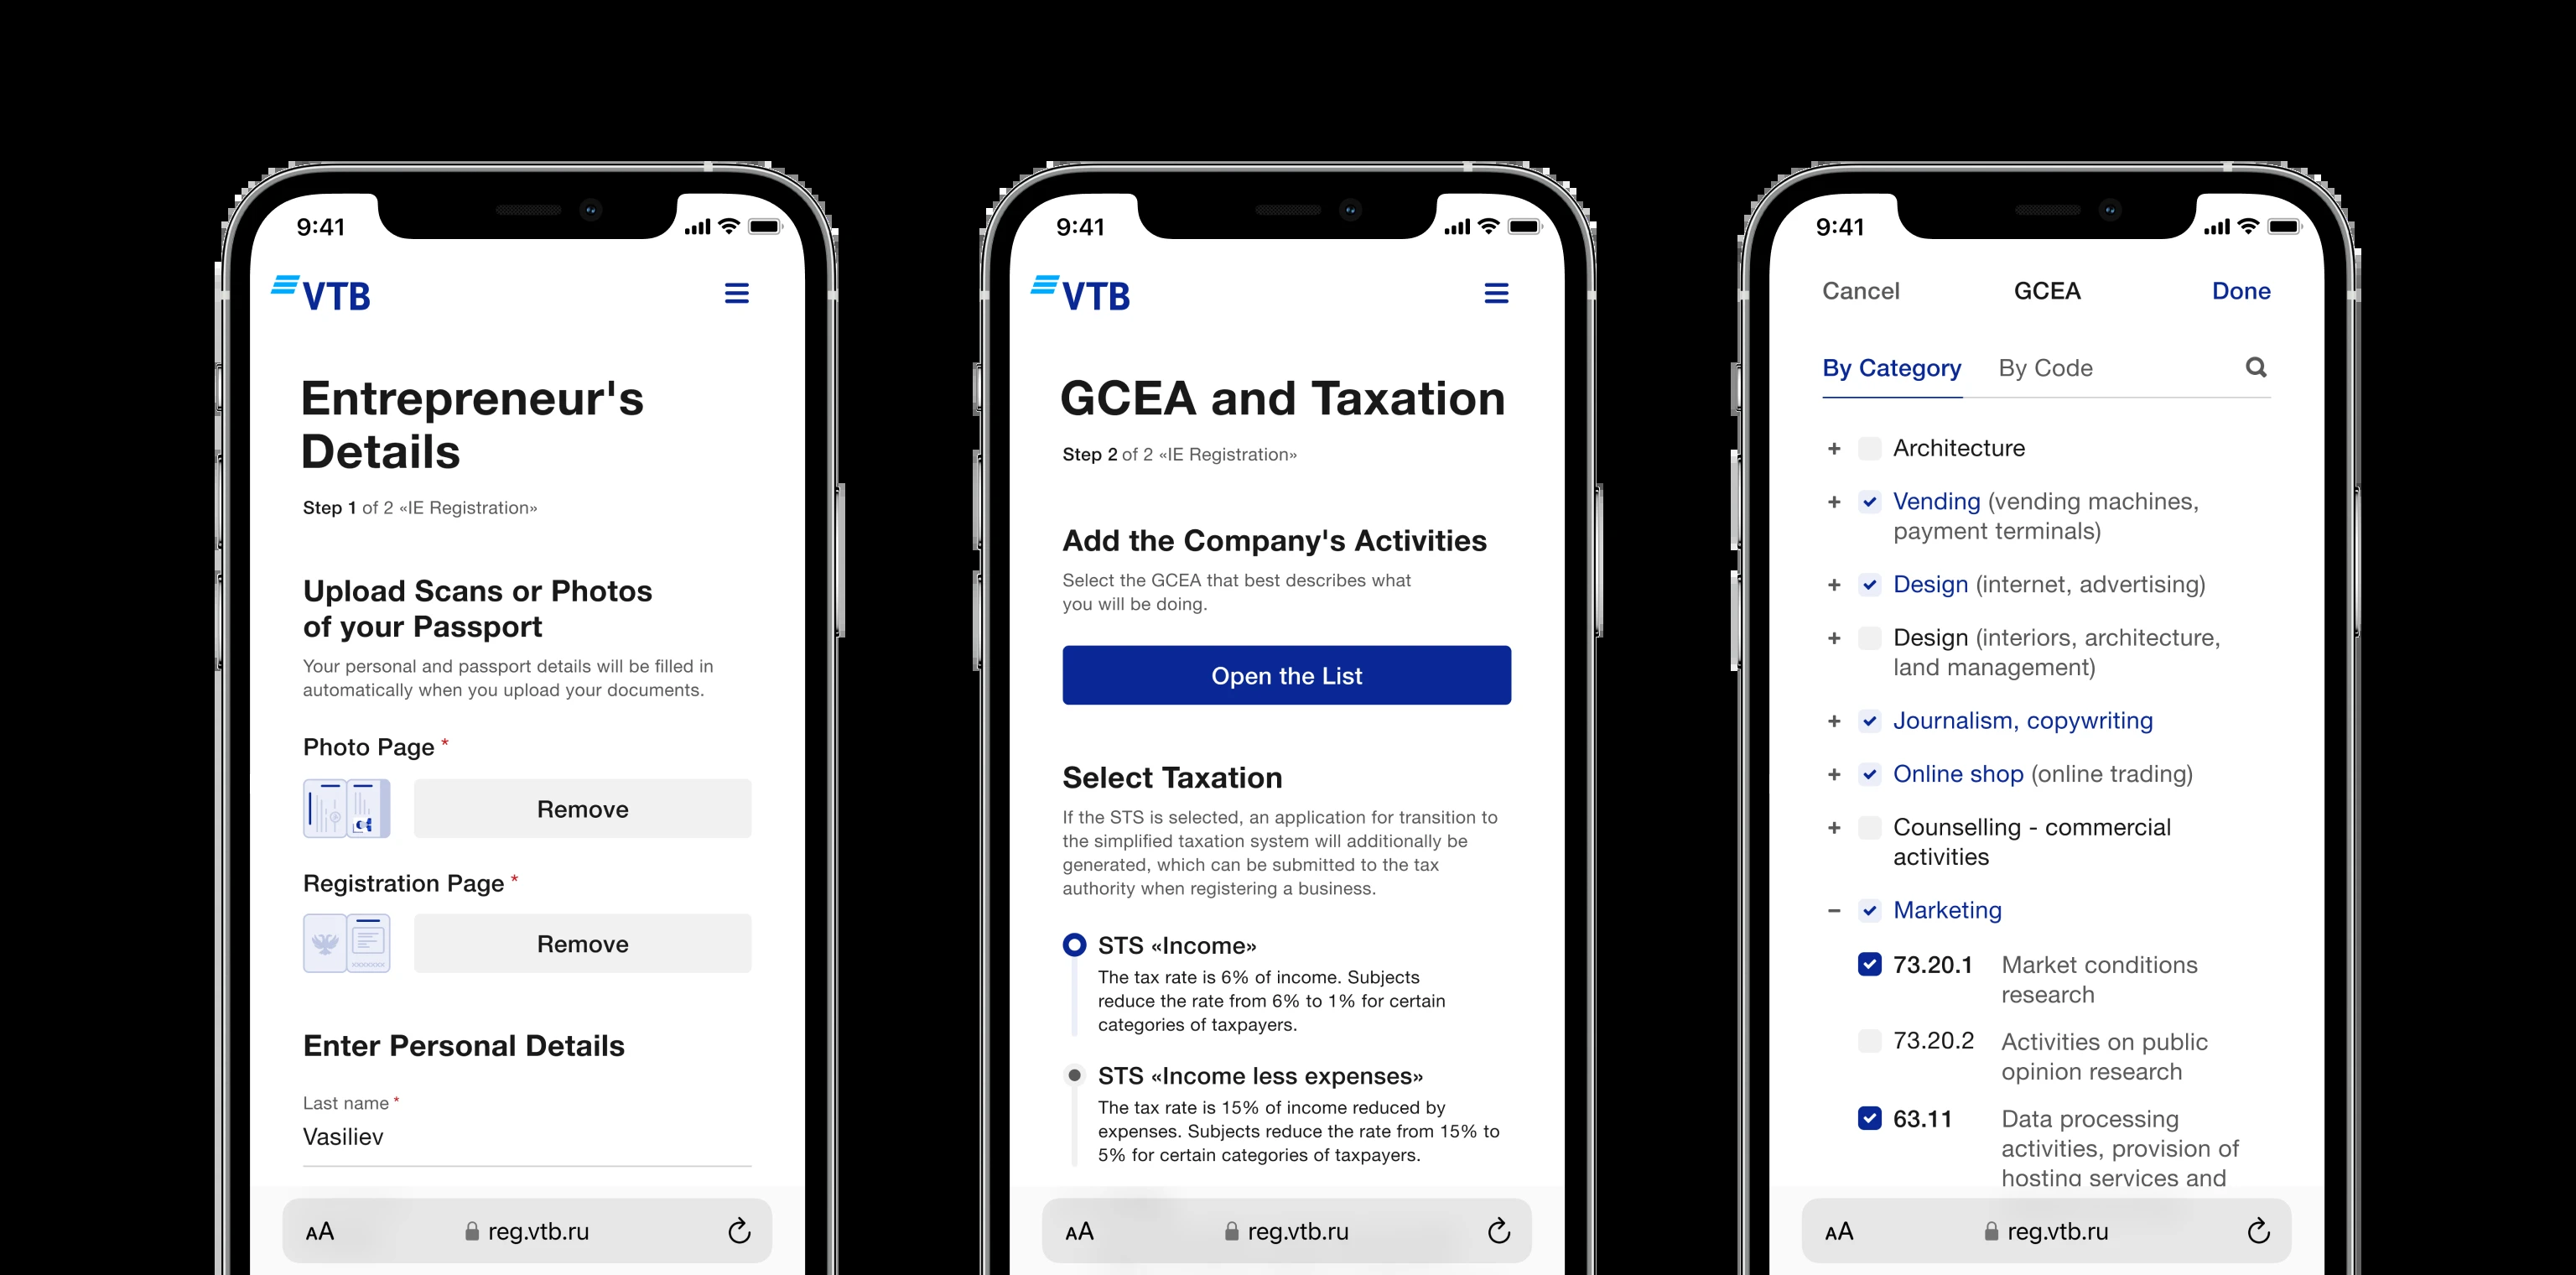 9:41
VTB
Entrepreneur's
Details
Step 1 of 2 «IE Registration»
Upload Scans or Photos
of your Passport
Your personal and passport details will be filled in
automatically when you upload your documents.
Photo Page *
Remove
Registration Page *
Remove
Enter Personal Details
Last name *
Vasiliev
AA reg.vtb.ru
9:41
VTB
GCEA and Taxation
Step 2 of 2 «IE Registration»
Add the Company's Activities
Select the GCEA that best describes what
you will be doing.
Open the List
Select Taxation
If the STS is selected, an application for transition to
the simplified taxation system will additionally be
generated, which can be submitted to the tax
authority when registering a business.
STS «Income»
The tax rate is 6% of income. Subjects
reduce the rate from 6% to 1% for certain
categories of taxpayers.
STS «Income less expenses»
The tax rate is 15% of income reduced by
expenses. Subjects reduce the rate from 15% to
5% for certain categories of taxpayers.
AA reg.vtb.ru
9:41
Cancel GCEA Done
By Category By Code
+ Architecture
+ Vending (vending machines,
payment terminals)
+ Design (internet, advertising)
+ Design (interiors, architecture,
land management)
+ Journalism, copywriting
+ Online shop (online trading)
+ Counselling - commercial
activities
− Marketing
73.20.1 Market conditions
research
73.20.2 Activities on public
opinion research
63.11 Data processing
activities, provision of
hosting services and
AA reg.vtb.ru